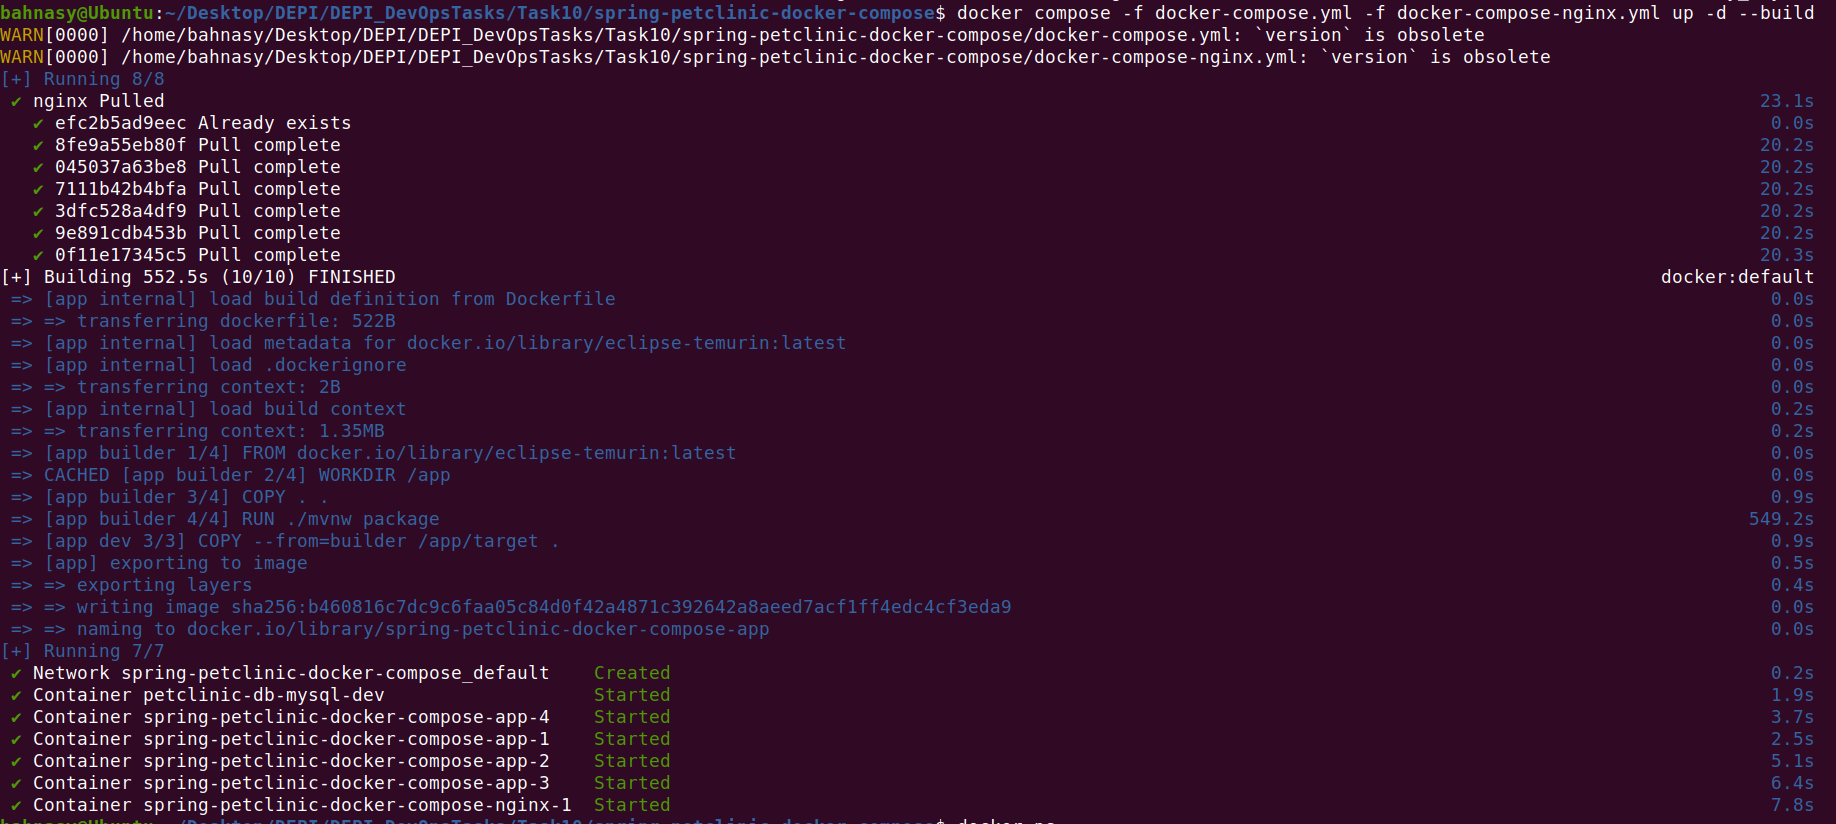 bahnasy@Ubuntu:~/Desktop/DEPI/DEPI_DevOpsTasks/Task10/spring-petclinic-docker-compose$ docker compose -f docker-compose.yml -f docker-compose-nginx.yml up -d --build
WARN[0000] /home/bahnasy/Desktop/DEPI/DEPI_DevOpsTasks/Task10/spring-petclinic-docker-compose/docker-compose.yml: `version` is obsolete
WARN[0000] /home/bahnasy/Desktop/DEPI/DEPI_DevOpsTasks/Task10/spring-petclinic-docker-compose/docker-compose-nginx.yml: `version` is obsolete
[+] Running 8/8
✔ nginx Pulled 23.1s
✔ efc2b5ad9eec Already exists 0.0s
✔ 8fe9a55eb80f Pull complete 20.2s
✔ 045037a63be8 Pull complete 20.2s
✔ 7111b42b4bfa Pull complete 20.2s
✔ 3dfc528a4df9 Pull complete 20.2s
✔ 9e891cdb453b Pull complete 20.2s
✔ 0f11e17345c5 Pull complete 20.3s
[+] Building 552.5s (10/10) FINISHED docker:default
=> [app internal] load build definition from Dockerfile 0.0s
=> => transferring dockerfile: 522B 0.0s
=> [app internal] load metadata for docker.io/library/eclipse-temurin:latest 0.0s
=> [app internal] load .dockerignore 0.0s
=> => transferring context: 2B 0.0s
=> [app internal] load build context 0.2s
=> => transferring context: 1.35MB 0.2s
=> [app builder 1/4] FROM docker.io/library/eclipse-temurin:latest 0.0s
=> CACHED [app builder 2/4] WORKDIR /app 0.0s
=> [app builder 3/4] COPY . . 0.9s
=> [app builder 4/4] RUN ./mvnw package 549.2s
=> [app dev 3/3] COPY --from=builder /app/target . 0.9s
=> [app] exporting to image 0.5s
=> => exporting layers 0.4s
=> => writing image sha256:b460816c7dc9c6faa05c84d0f42a4871c392642a8aeed7acf1ff4edc4cf3eda9 0.0s
=> => naming to docker.io/library/spring-petclinic-docker-compose-app 0.0s
[+] Running 7/7
✔ Network spring-petclinic-docker-compose_default Created 0.2s
✔ Container petclinic-db-mysql-dev Started 1.9s
✔ Container spring-petclinic-docker-compose-app-4 Started 3.7s
✔ Container spring-petclinic-docker-compose-app-1 Started 2.5s
✔ Container spring-petclinic-docker-compose-app-2 Started 5.1s
✔ Container spring-petclinic-docker-compose-app-3 Started 6.4s
✔ Container spring-petclinic-docker-compose-nginx-1 Started 7.8s
bahnasy@Ubuntu:~/Desktop/DEPI/DEPI_DevOpsTasks/Task10/spring-petclinic-docker-compose$ docker ps